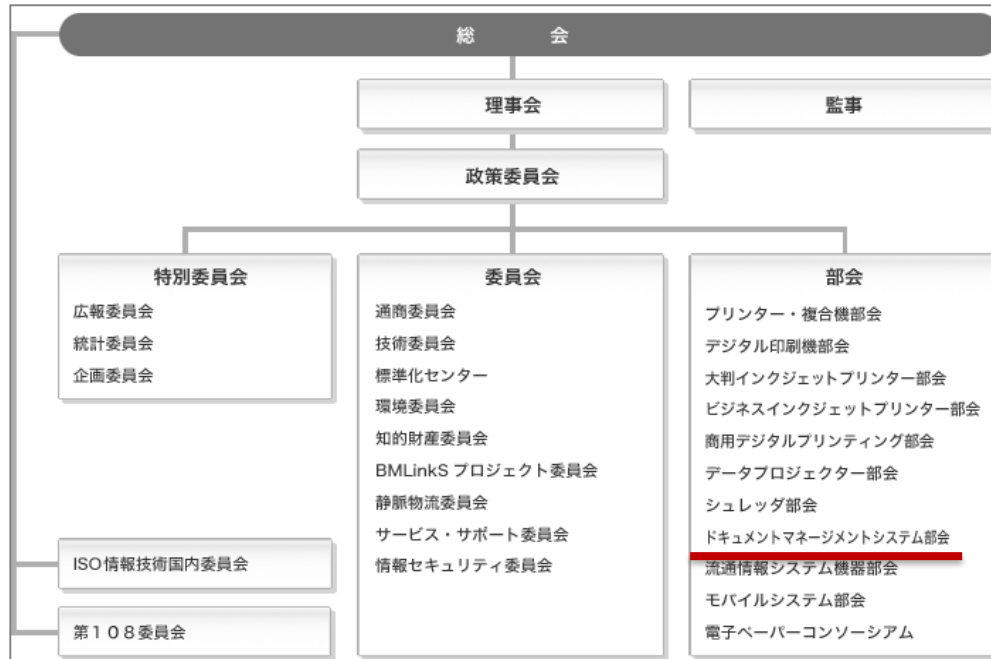 総 会
理事会
監事
政策委員会
特別委員会
広報委員会
統計委員会
企画委員会
ISO情報技術国内委員会
第108委員会
委員会
通商委員会
技術委員会
標準化センター
環境委員会
知的財産委員会
BMLinkS プロジェクト委員会
静脈物流委員会
サービス・サポート委員会
情報セキュリティ委員会
部会
プリンター・複合機部会
デジタル印刷機部会
大判インクジェットプリンター部会
ビジネスインクジェットプリンター部会
商用デジタルプリンティング部会
データプロジェクター部会
シュレッダ部会
ドキュメントマネージメントシステム部会
流通情報システム機器部会
モバイルシステム部会
電子ペーパーコンソーシアム